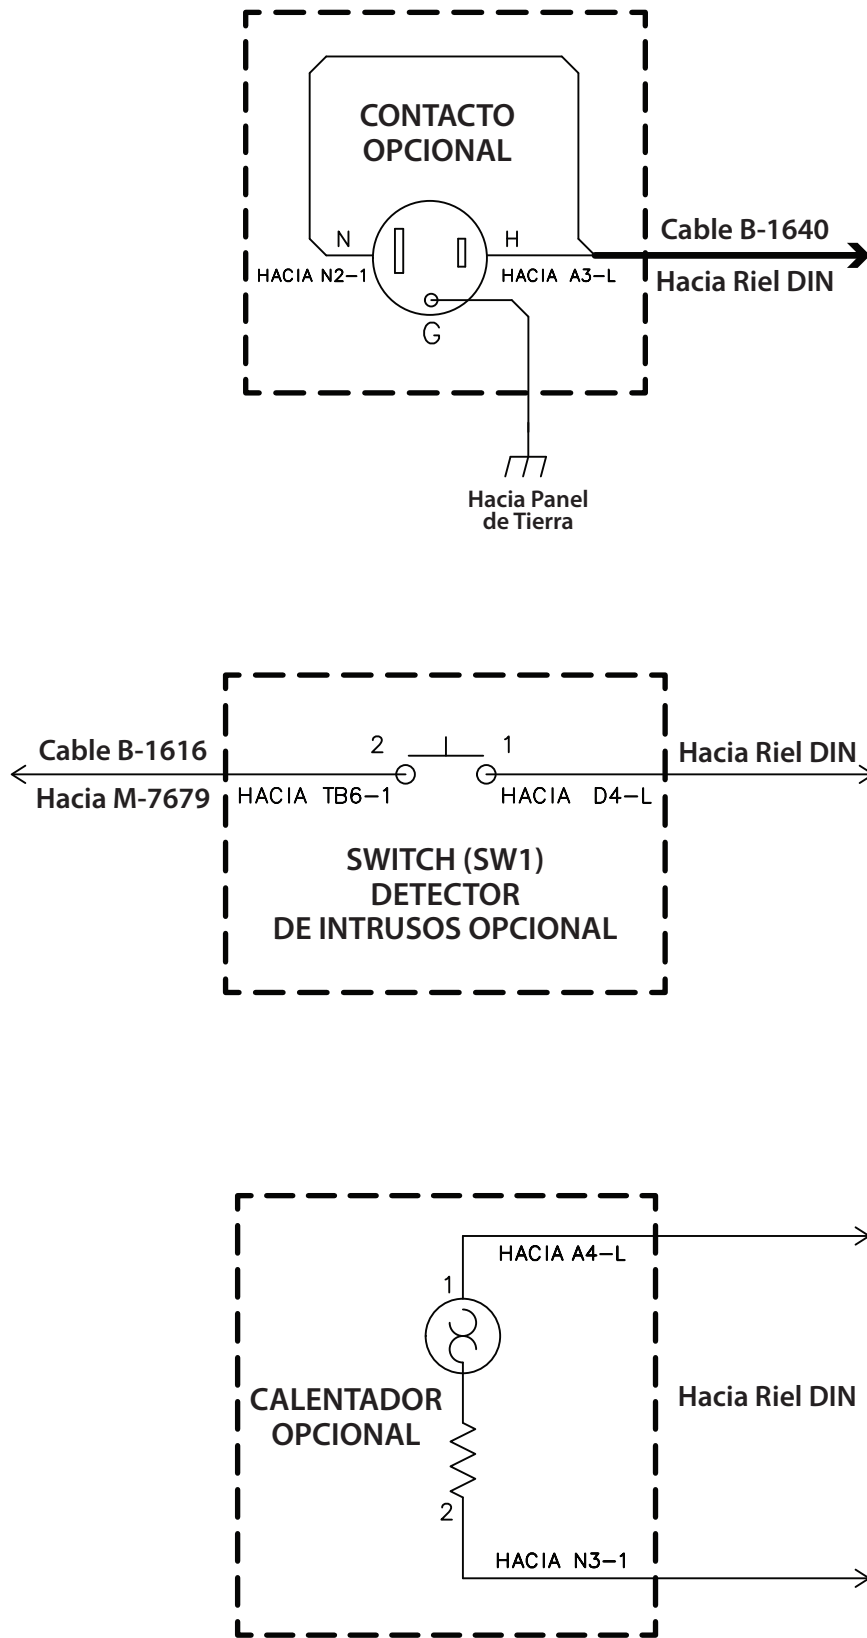 CONTACTO
OPCIONAL
N
H
Cable B-1640
HACIA N2-1
HACIA A3-L
Hacia Riel DIN
G
Hacia Panel
de Tierra
Cable B-1616
2
1
Hacia Riel DIN
Hacia M-7679
HACIA TB6-1
HACIA D4-L
SWITCH (SW1)
DETECTOR
DE INTRUSOS OPCIONAL
HACIA A4-L
1
CALENTADOR
OPCIONAL
Hacia Riel DIN
2
HACIA N3-1